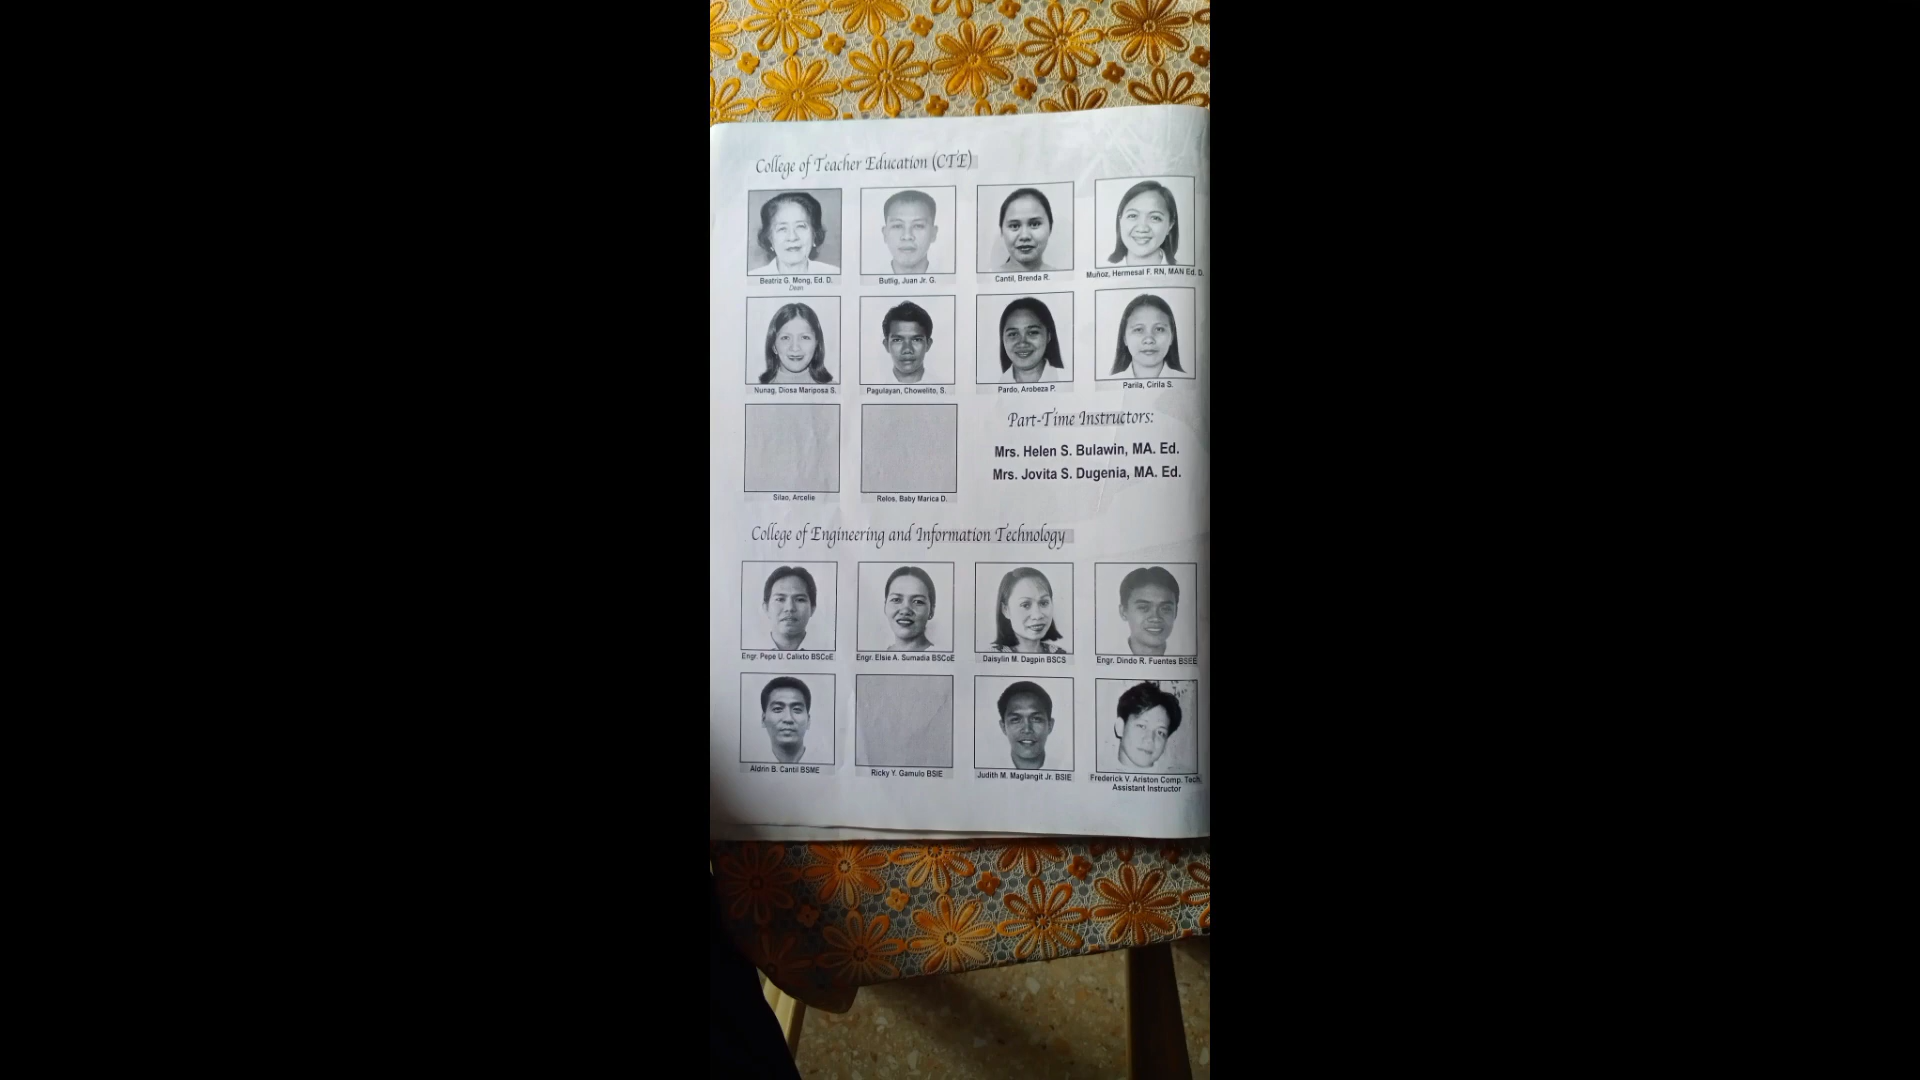 College of Teacher Education (CTE)
Beatriz G. Mong, Ed. D.
Dean
Butlig, Juan Jr. G.
Cantil, Brenda R.
Muñoz, Hermesal F. RN, MAN Ed. D.
Nunag, Diosa Mariposa S.
Pagulayan, Chowelito, S.
Pardo, Arobeza P.
Parila, Cirila S.
Silao, Arcelie
Relos, Baby Marica D.
Part-Time Instructors:
Mrs. Helen S. Bulawin, MA. Ed.
Mrs. Jovita S. Dugenia, MA. Ed.
College of Engineering and Information Technology
Engr. Pepe U. Calixto BSCoE
Engr. Elsie A. Sumadia BSCoE
Daisylin M. Dagpin BSCS
Engr. Dindo R. Fuentes BSEE
Aldrin B. Cantil BSME
Ricky Y. Gamulo BSIE
Judith M. Maglangit Jr. BSIE
Frederick V. Ariston Comp. Tech.
Assistant Instructor